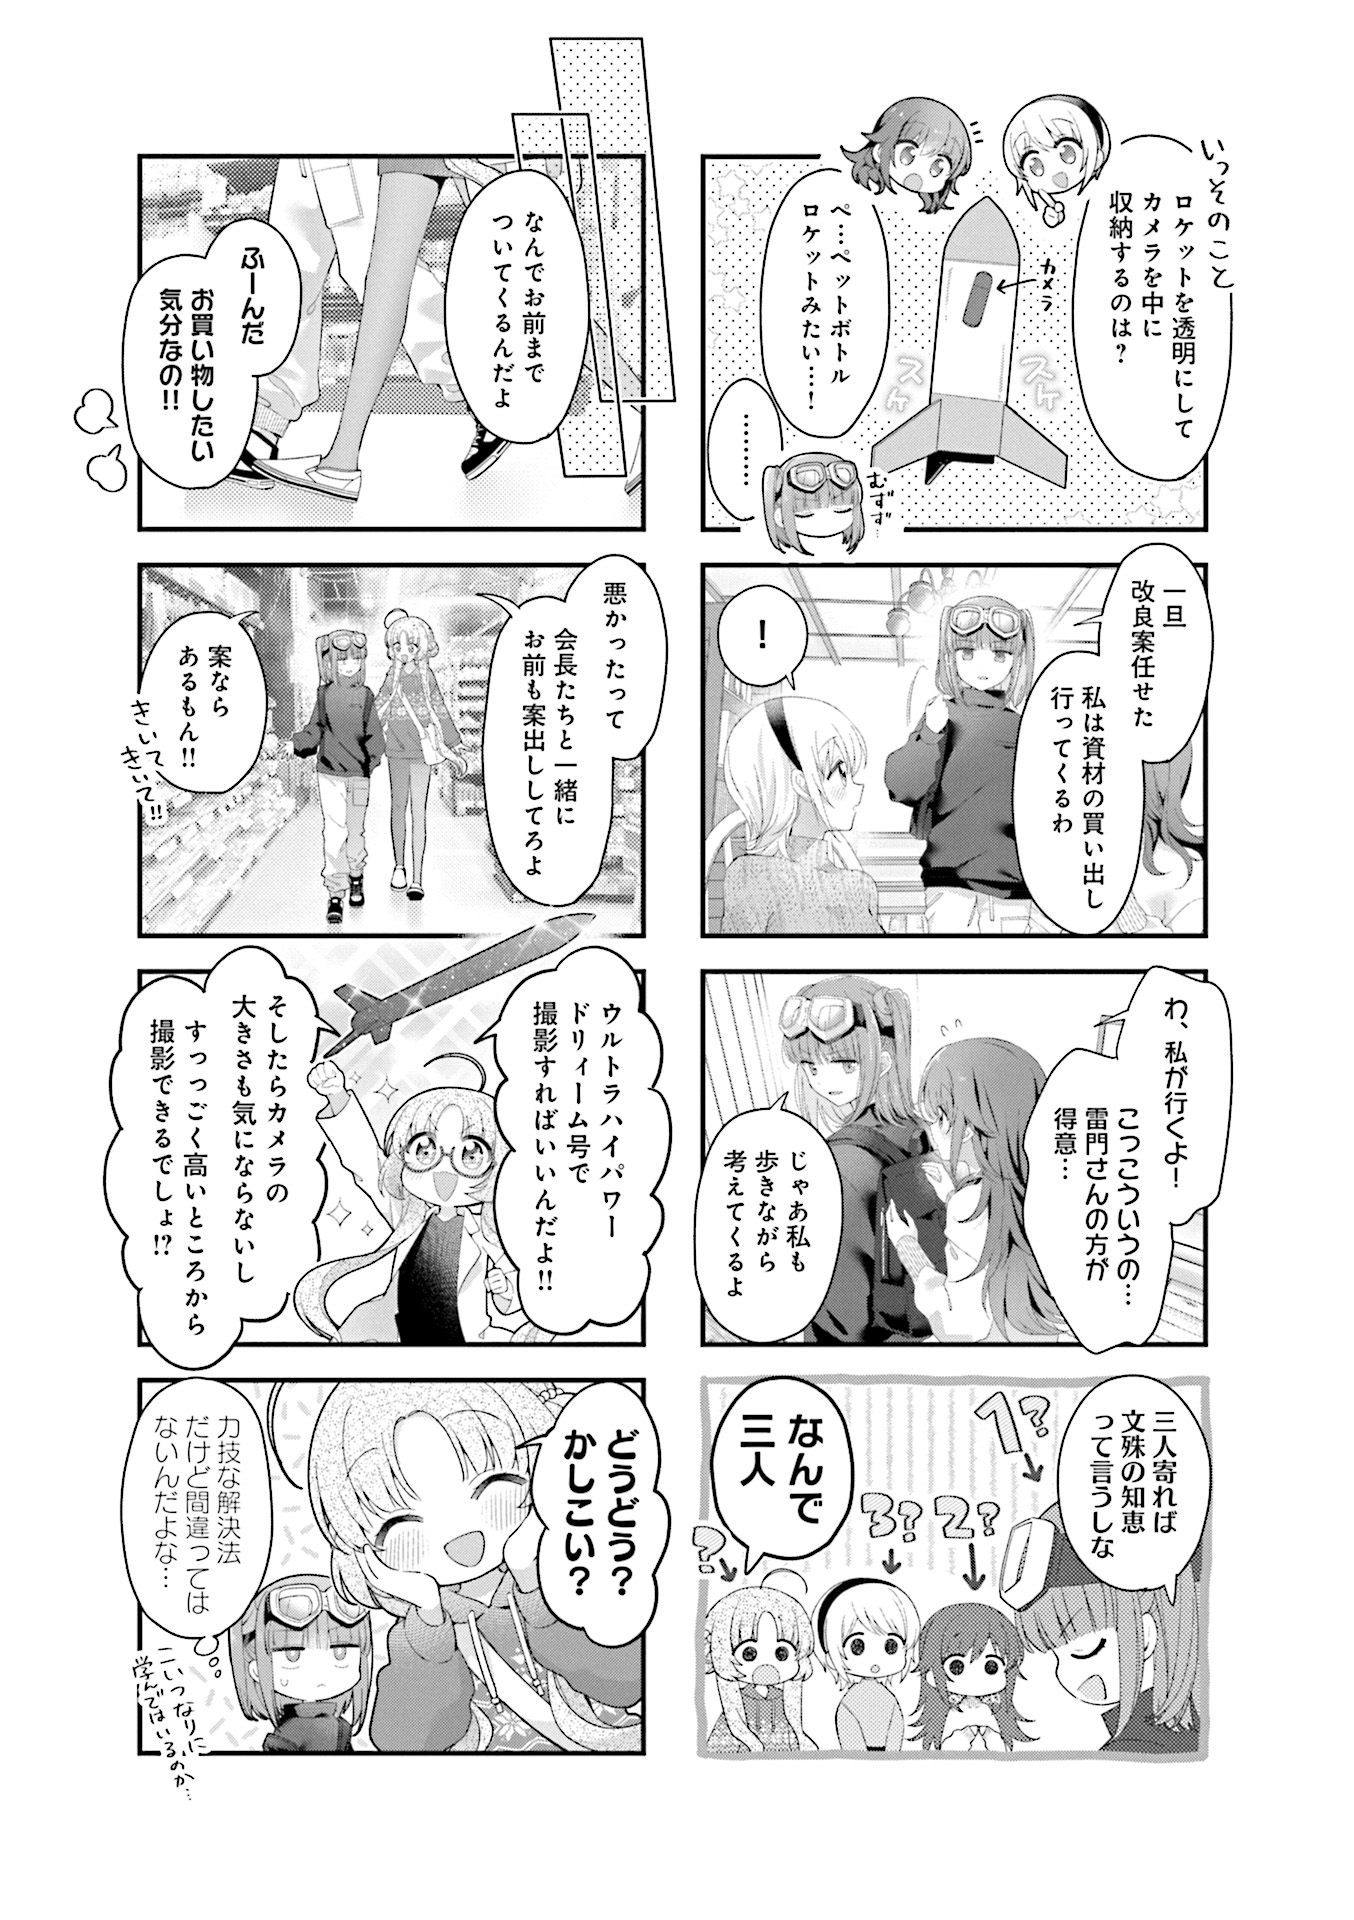 いっそのこと
ロケットを透明にして
カメラを中に
収納するのは?
カメラ
スケ
スケ
ペ…ペットボトル
ロケットみたい…!
………
むずず…
一旦
改良案任せた
私は資材の買い出し
行ってくるわ
!
わ、私が行くよ!
こっこういうの…
雷門さんの方が
得意…
じゃあ私も
歩きながら
考えてくるよ
三人寄れば
文殊の知恵
って言うしな
1?
2?
3?
?
なんで
三人
なんでお前まで
ついてくるんだよ
ふーんだ
お買い物したい
気分なの!!
悪かったって
会長たちと一緒に
お前も案出ししてろよ
案なら
あるもん!!
きいて
きいて!!
ウルトラハイパワー
ドリィーム号で
撮影すればいいんだよ!!
そしたらカメラの
大きさも気にならないし
すっっごく高いところから
撮影できるでしょ!?
どうどう?
かしこい?
力技な解決法
だけど間違っては
ないんだよな…
こいつなりに
学んではいるのか…